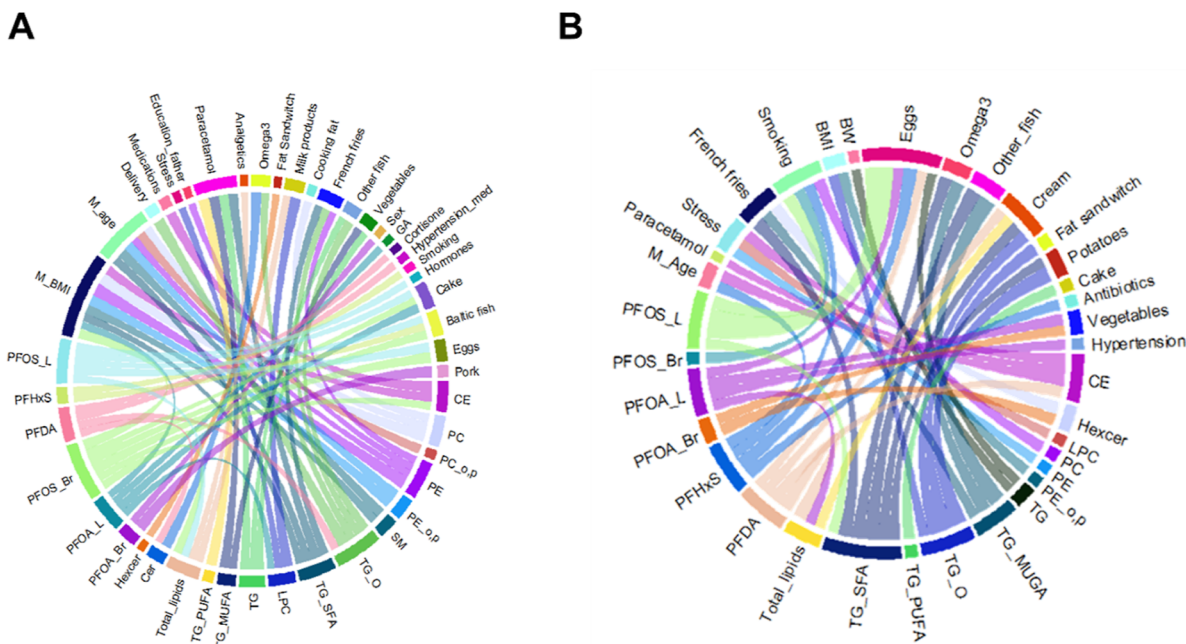 A
Delivery
Medications
Stress
Education_father
Paracetamol
Analgetics
Omega3
Fat Sandwitch
Milk products
Cooking fat
French fries
Other fish
Vegetables
Sex
GA
Cortisone
Hypertension_med
Smoking
Hormones
Cake
Baltic fish
Eggs
Pork
CE
PC
PC_o,p
PE
PE_o,p
SM
TG_O
TG_SFA
LPC
TG
TG_MUFA
TG_PUFA
Total_lipids
Cer
Hexcer
PFOA_Br
PFOA_L
PFOS_Br
PFDA
PFHxS
PFOS_L
M_BMI
M_age
B
French fries
Smoking
BMI
BW
Eggs
Omega3
Other_fish
Cream
Fat sandwitch
Potatoes
Cake
Antibiotics
Vegetables
Hypertension
CE
Hexcer
LPC
PC
PE
PE_o,p
TG
TG_MUGA
TG_O
TG_PUFA
TG_SFA
Total_lipids
PFDA
PFHxS
PFOA_Br
PFOA_L
PFOS_Br
PFOS_L
M_Age
Paracetamol
Stress